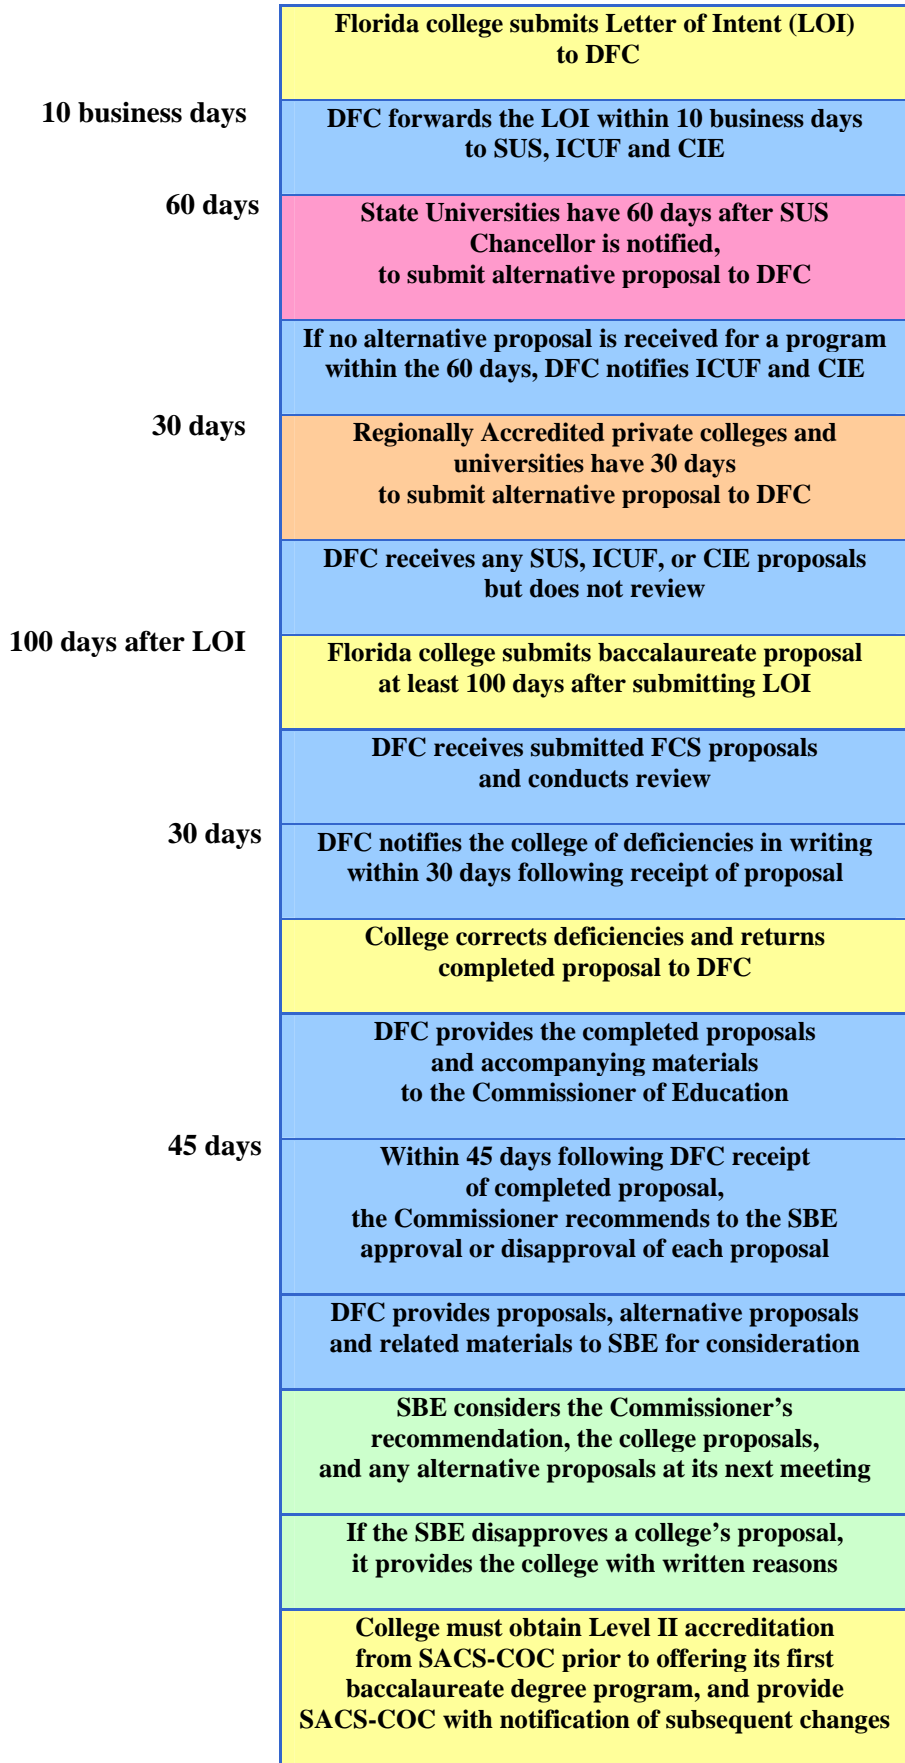 Florida college submits Letter of Intent (LOI)
to DFC
10 business days
DFC forwards the LOI within 10 business days
to SUS, ICUF and CIE
60 days
State Universities have 60 days after SUS
Chancellor is notified,
to submit alternative proposal to DFC
If no alternative proposal is received for a program
within the 60 days, DFC notifies ICUF and CIE
30 days
Regionally Accredited private colleges and
universities have 30 days
to submit alternative proposal to DFC
DFC receives any SUS, ICUF, or CIE proposals
but does not review
100 days after LOI
Florida college submits baccalaureate proposal
at least 100 days after submitting LOI
DFC receives submitted FCS proposals
and conducts review
30 days
DFC notifies the college of deficiencies in writing
within 30 days following receipt of proposal
College corrects deficiencies and returns
completed proposal to DFC
DFC provides the completed proposals
and accompanying materials
to the Commissioner of Education
45 days
Within 45 days following DFC receipt
of completed proposal,
the Commissioner recommends to the SBE
approval or disapproval of each proposal
DFC provides proposals, alternative proposals
and related materials to SBE for consideration
SBE considers the Commissioner’s
recommendation, the college proposals,
and any alternative proposals at its next meeting
If the SBE disapproves a college’s proposal,
it provides the college with written reasons
College must obtain Level II accreditation
from SACS-COC prior to offering its first
baccalaureate degree program, and provide
SACS-COC with notification of subsequent changes